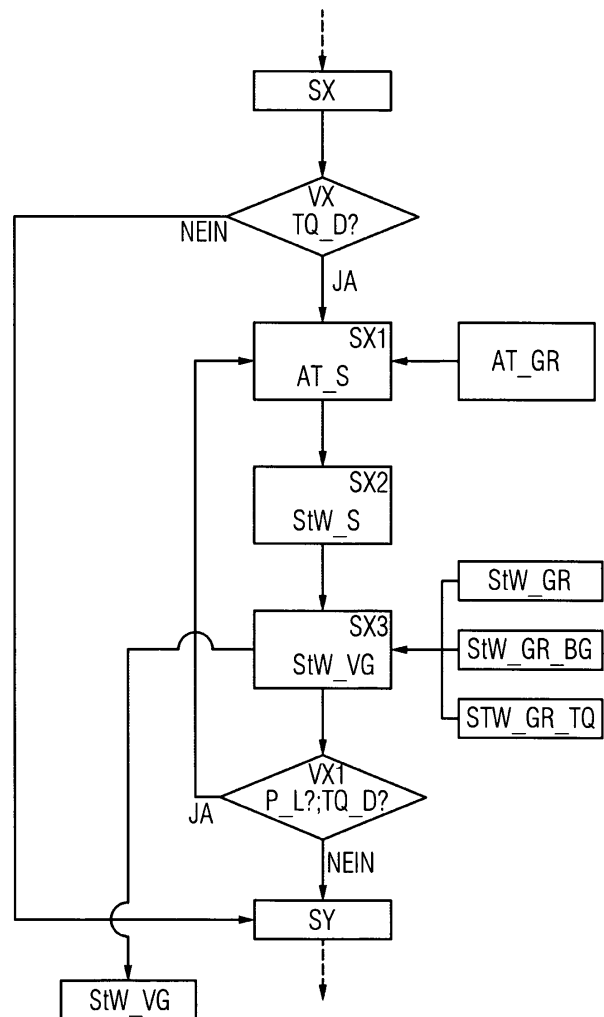 SX
VX
TQ_D?
NEIN
JA
SX1
AT_S
AT_GR
SX2
StW_S
StW_GR
SX3
StW_VG
StW_GR_BG
STW_GR_TQ
VX1
P_L?;TQ_D?
JA
NEIN
SY
StW_VG